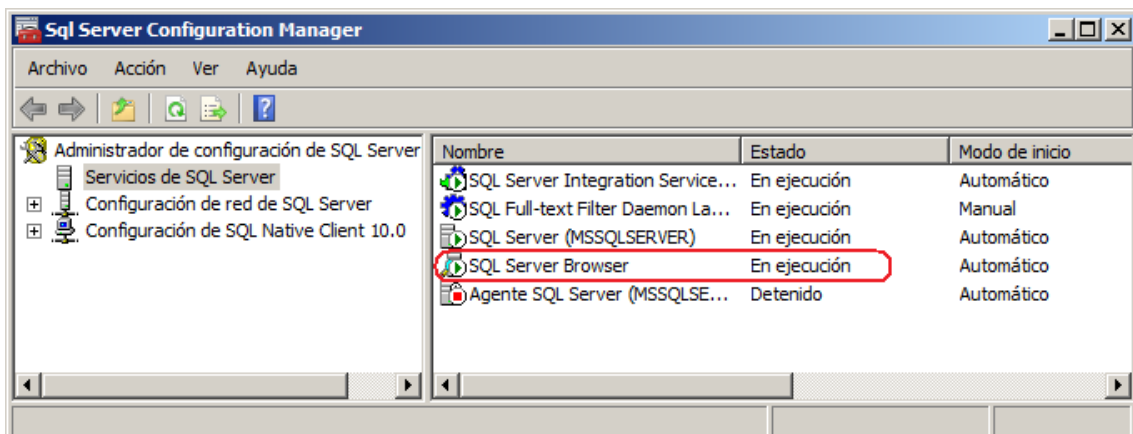 Sql Server Configuration Manager
Archivo Acción Ver Ayuda
Administrador de configuración de SQL Server
Servicios de SQL Server
Configuración de red de SQL Server
Configuración de SQL Native Client 10.0
Nombre Estado Modo de inicio
SQL Server Integration Service... En ejecución Automático
SQL Full-text Filter Daemon La... En ejecución Manual
SQL Server (MSSQLSERVER) En ejecución Automático
SQL Server Browser En ejecución Automático
Agente SQL Server (MSSQLSE... Detenido Automático